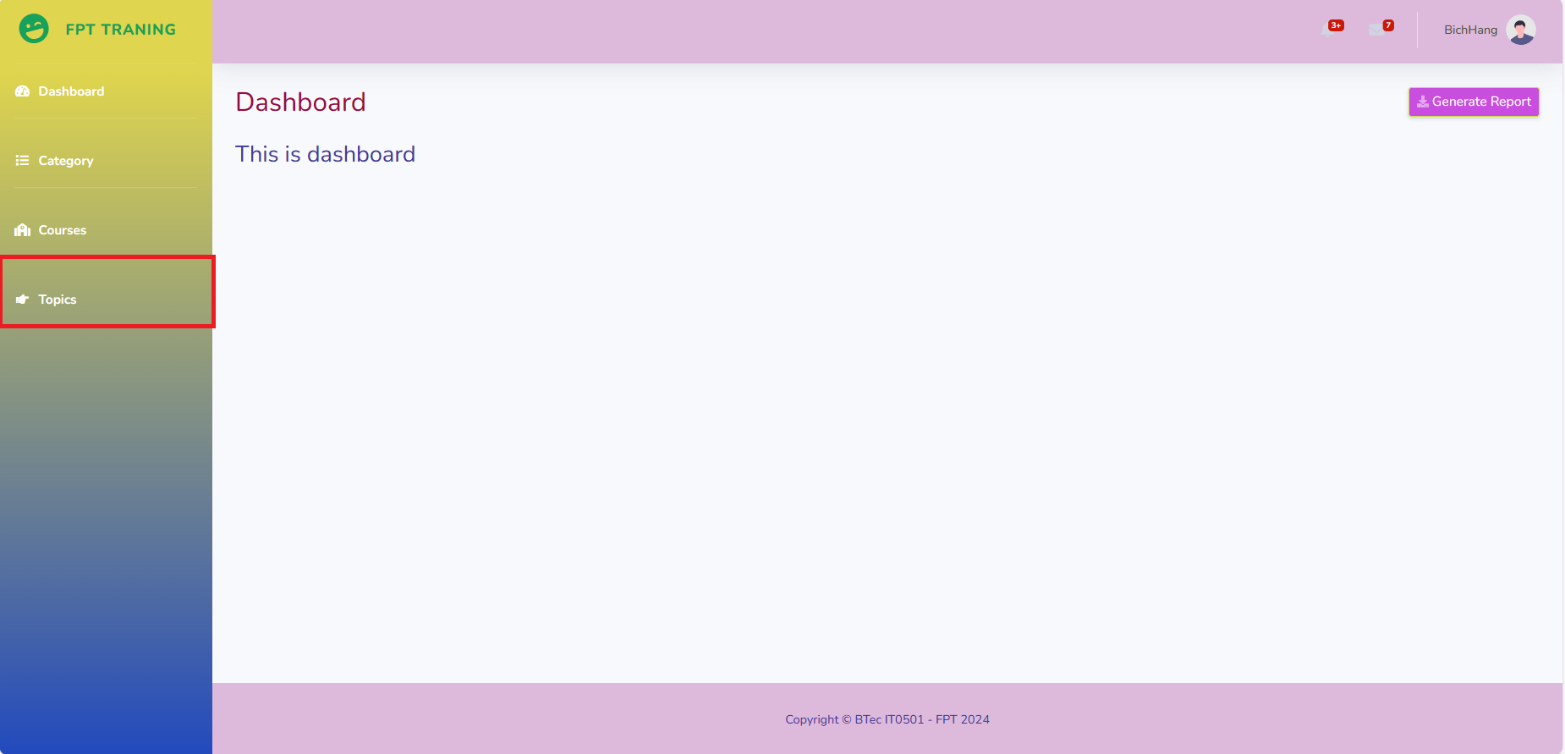 FPT TRANING
3+
7
BichHang
Dashboard
Category
Courses
Topics
Dashboard
Generate Report
This is dashboard
Copyright © BTec IT0501 - FPT 2024